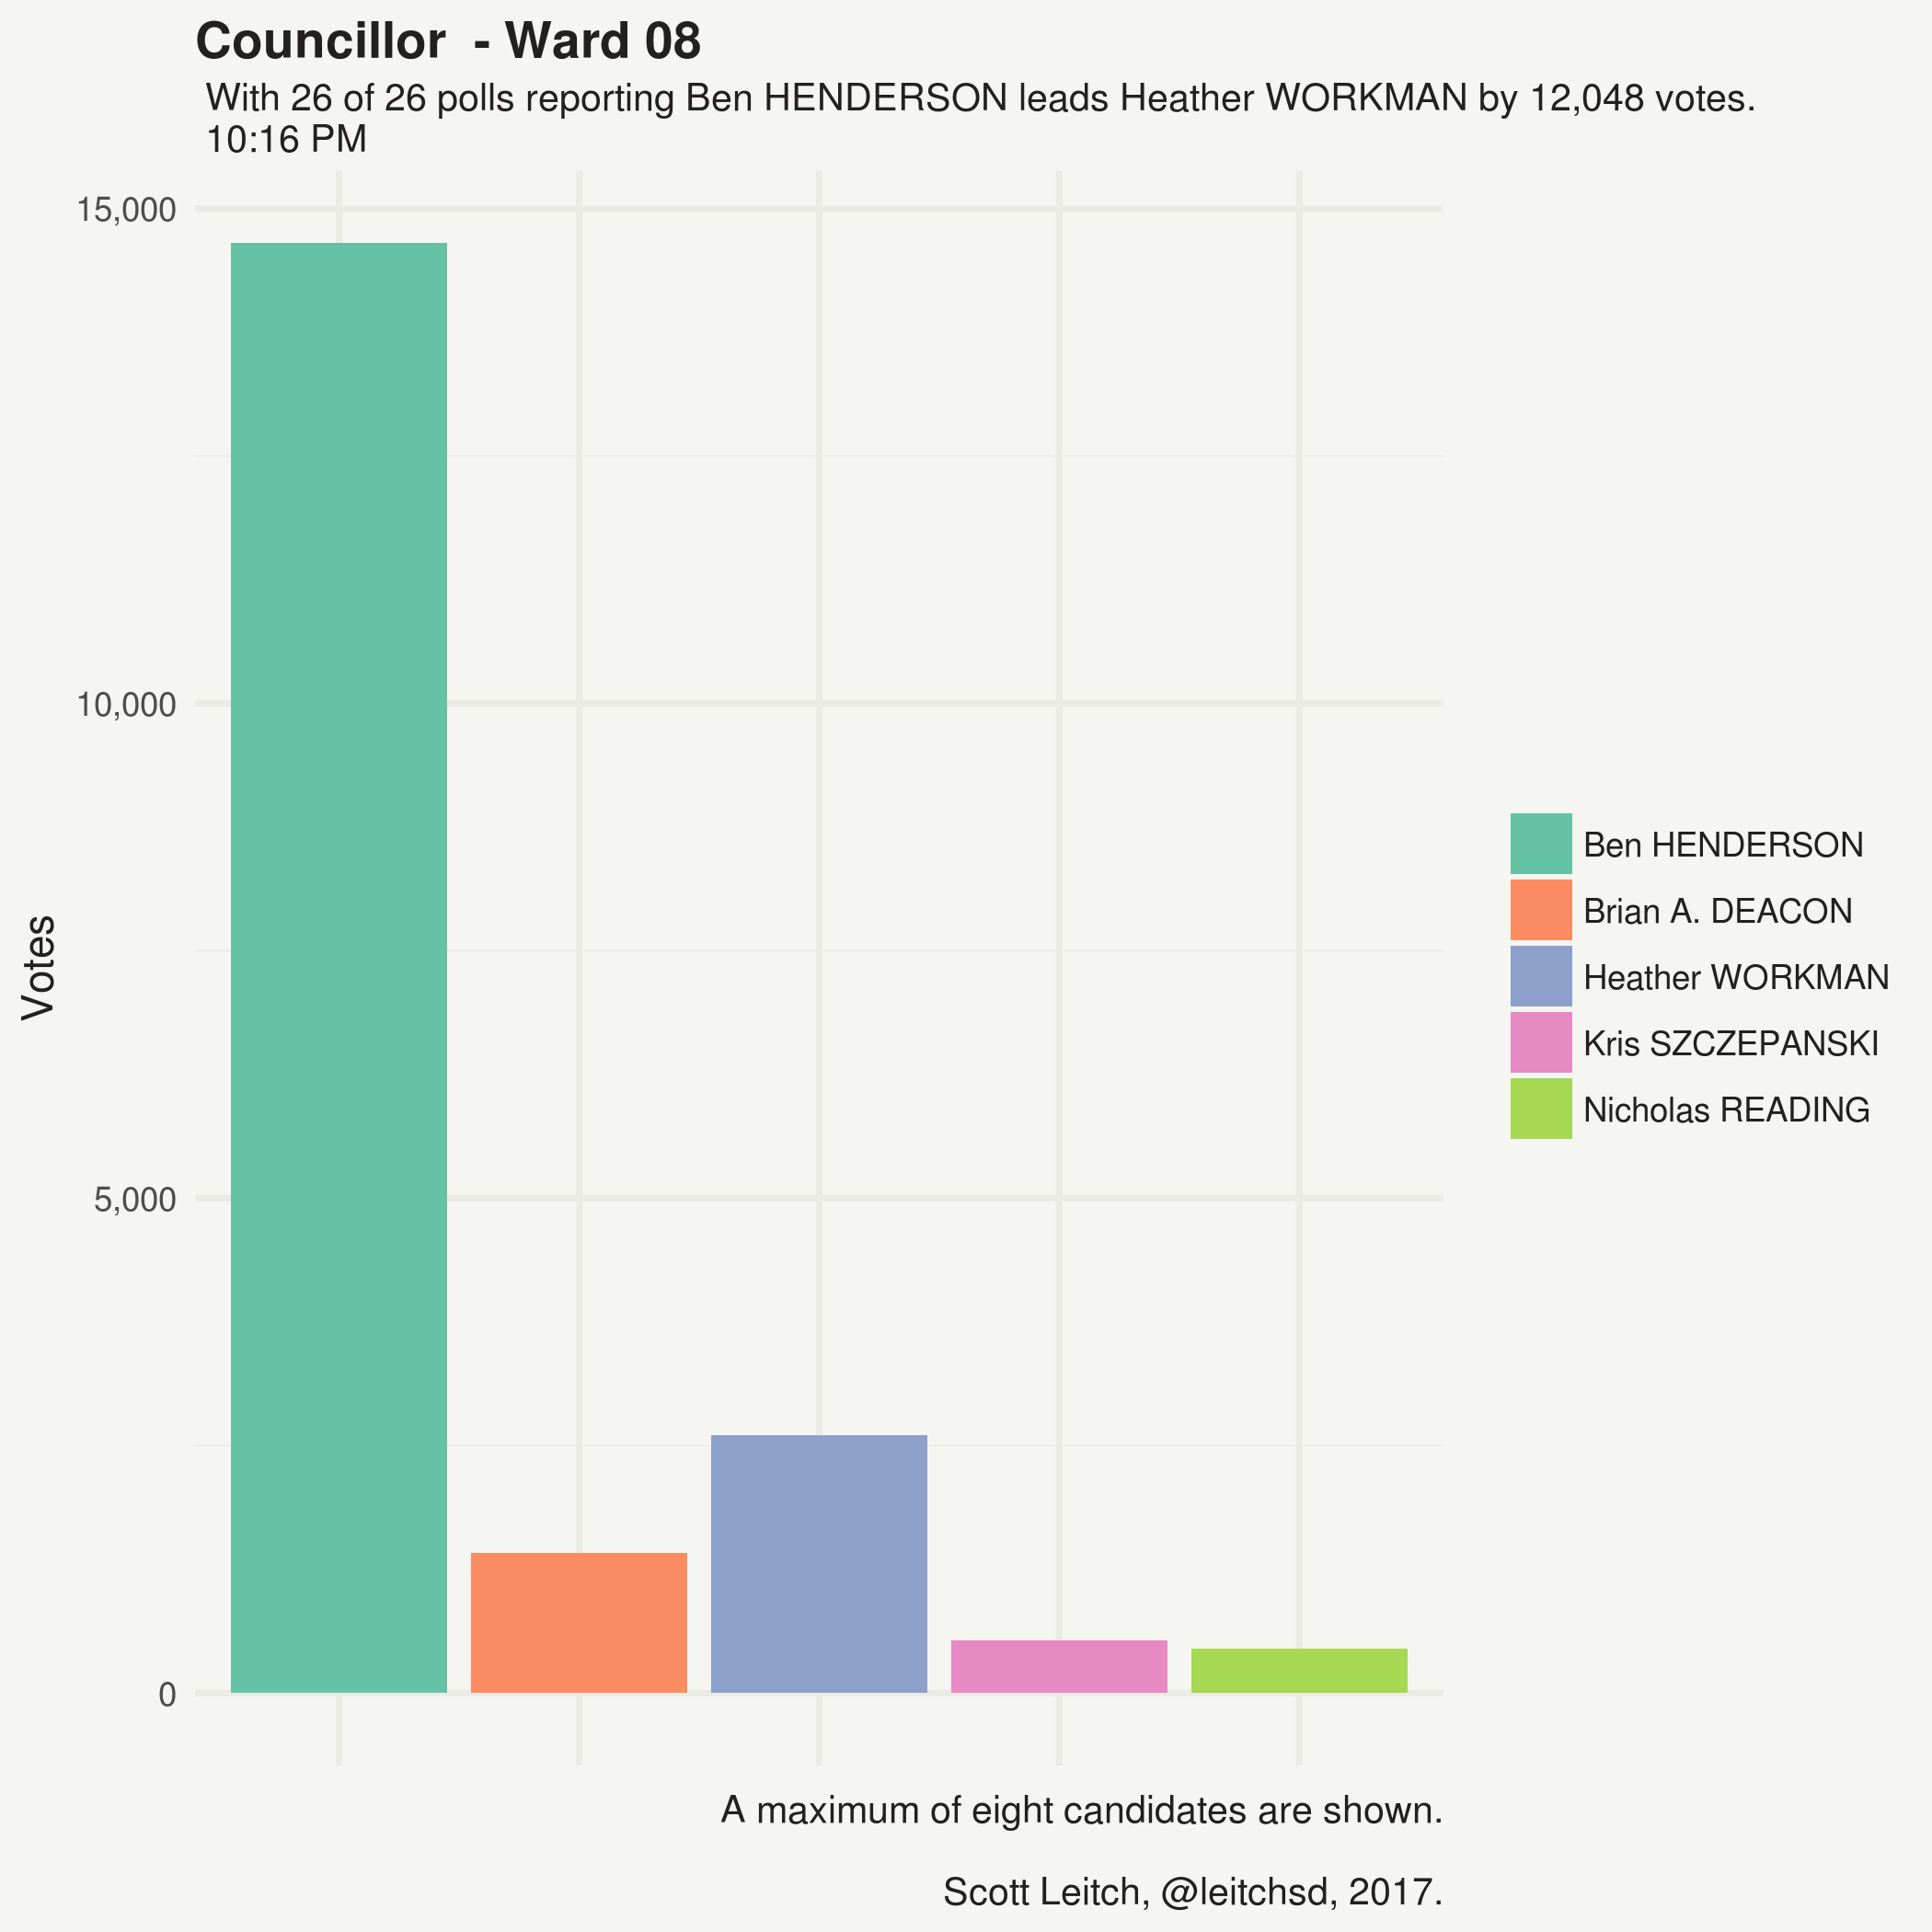 Councillor  - Ward 08
With 26 of 26 polls reporting Ben HENDERSON leads Heather WORKMAN by 12,048 votes.
10:16 PM
15,000
10,000
5,000
0
Votes
Ben HENDERSON
Brian A. DEACON
Heather WORKMAN
Kris SZCZEPANSKI
Nicholas READING
A maximum of eight candidates are shown.
Scott Leitch, @leitchsd, 2017.